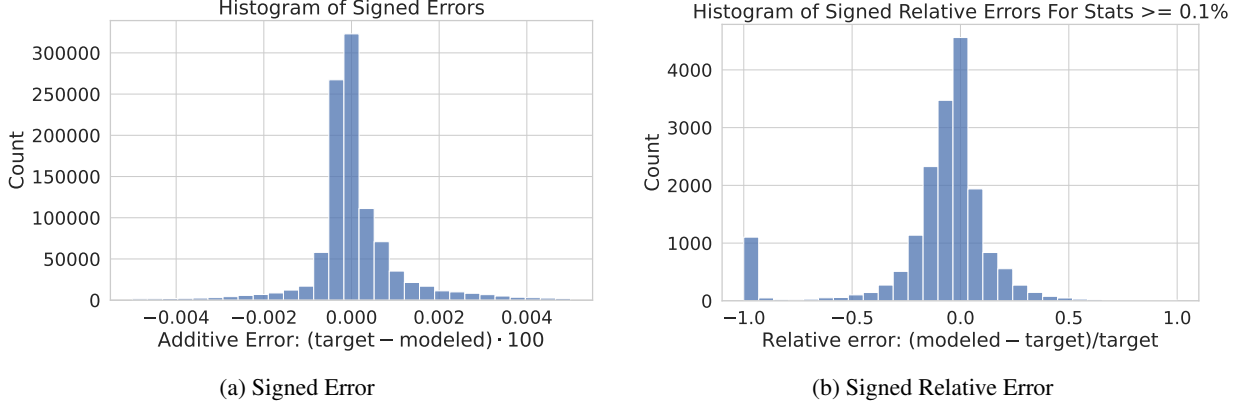 Histogram of Signed Errors
Count
300000
250000
200000
150000
100000
50000
0
−0.004 −0.002 0.000 0.002 0.004
Additive Error: (target − modeled) · 100
(a) Signed Error
Histogram of Signed Relative Errors For Stats >= 0.1%
Count
4000
3000
2000
1000
0
−1.0 −0.5 0.0 0.5 1.0
Relative error: (modeled − target)/target
(b) Signed Relative Error